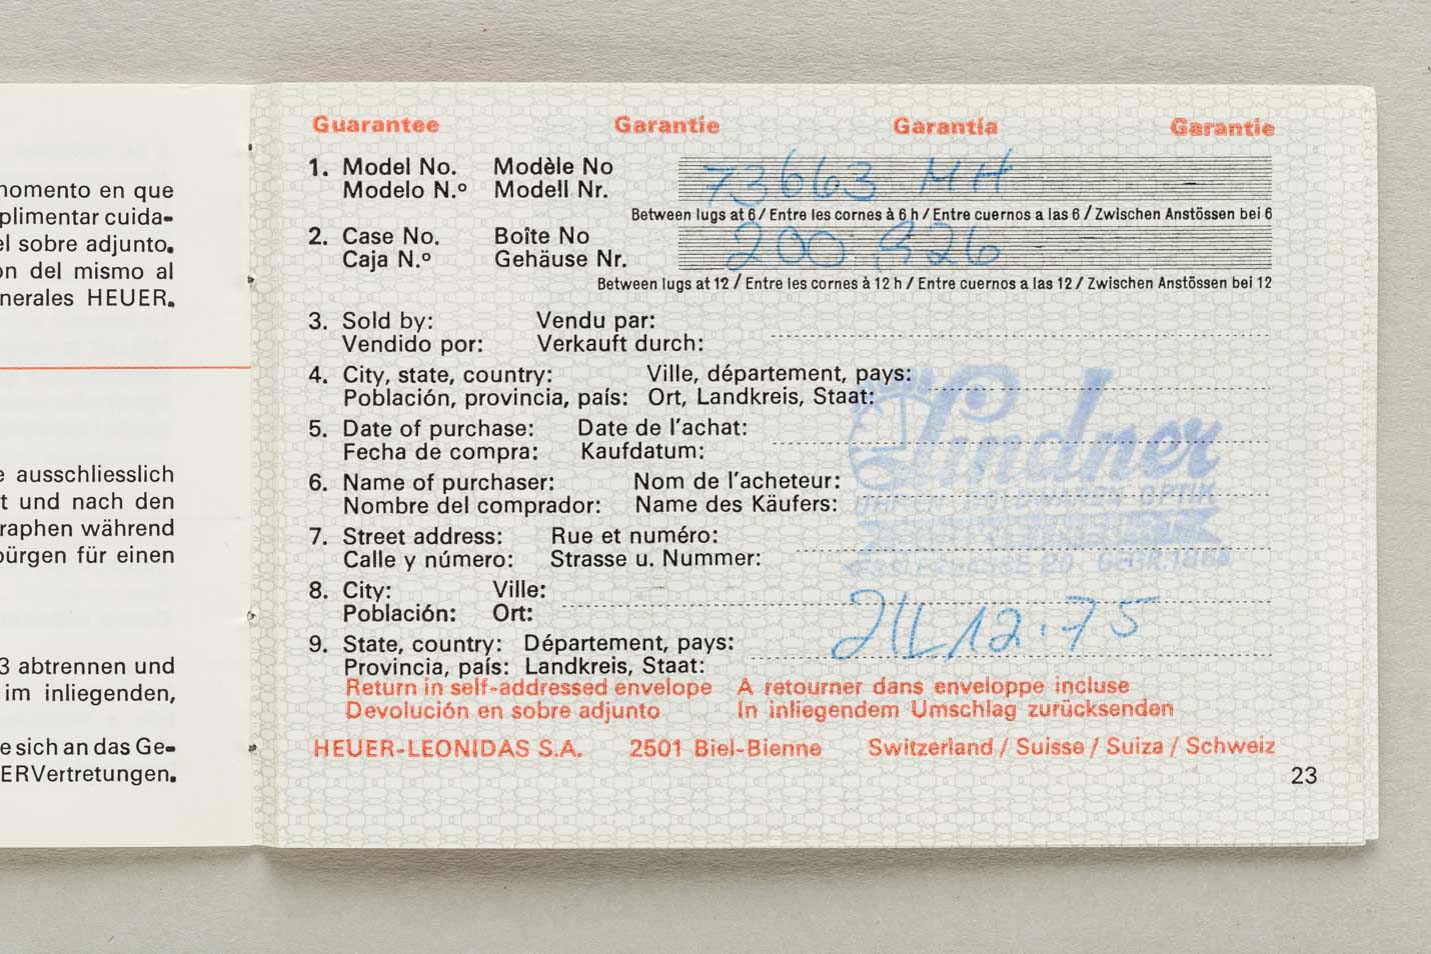 momento en que
plimentar cuida-
el sobre adjunto.
on del mismo al
nerales HEUER.
e ausschliesslich
t und nach den
raphen während
bürgen für einen
3 abtrennen und
im inliegenden,
e sich an das Ge-
ERVertretungen.
Guarantee Garantie Garantía Garantie
1. Model No. Modèle No 73663 MH
Modelo N.º Modell Nr.
Between lugs at 6 / Entre les cornes à 6 h / Entre cuernos a las 6 / Zwischen Anstössen bei 6
2. Case No. Boîte No 200 826
Caja N.º Gehäuse Nr.
Between lugs at 12 / Entre les cornes à 12 h / Entre cuernos a las 12 / Zwischen Anstössen bei 12
3. Sold by: Vendu par:
Vendido por: Verkauft durch:
4. City, state, country: Ville, département, pays:
Población, provincia, país: Ort, Landkreis, Staat:
Lindner
5. Date of purchase: Date de l'achat:
Fecha de compra: Kaufdatum:
6. Name of purchaser: Nom de l'acheteur:
Nombre del comprador: Name des Käufers:
UHREN OPTIK
7. Street address: Rue et numéro:
Calle y número: Strasse u. Nummer:
8. City: Ville:
Población: Ort:
12.75
9. State, country: Département, pays:
Provincia, país: Landkreis, Staat:
Return in self-addressed envelope A retourner dans enveloppe incluse
Devolución en sobre adjunto In inliegendem Umschlag zurücksenden
HEUER-LEONIDAS S.A. 2501 Biel-Bienne Switzerland / Suisse / Suiza / Schweiz
23